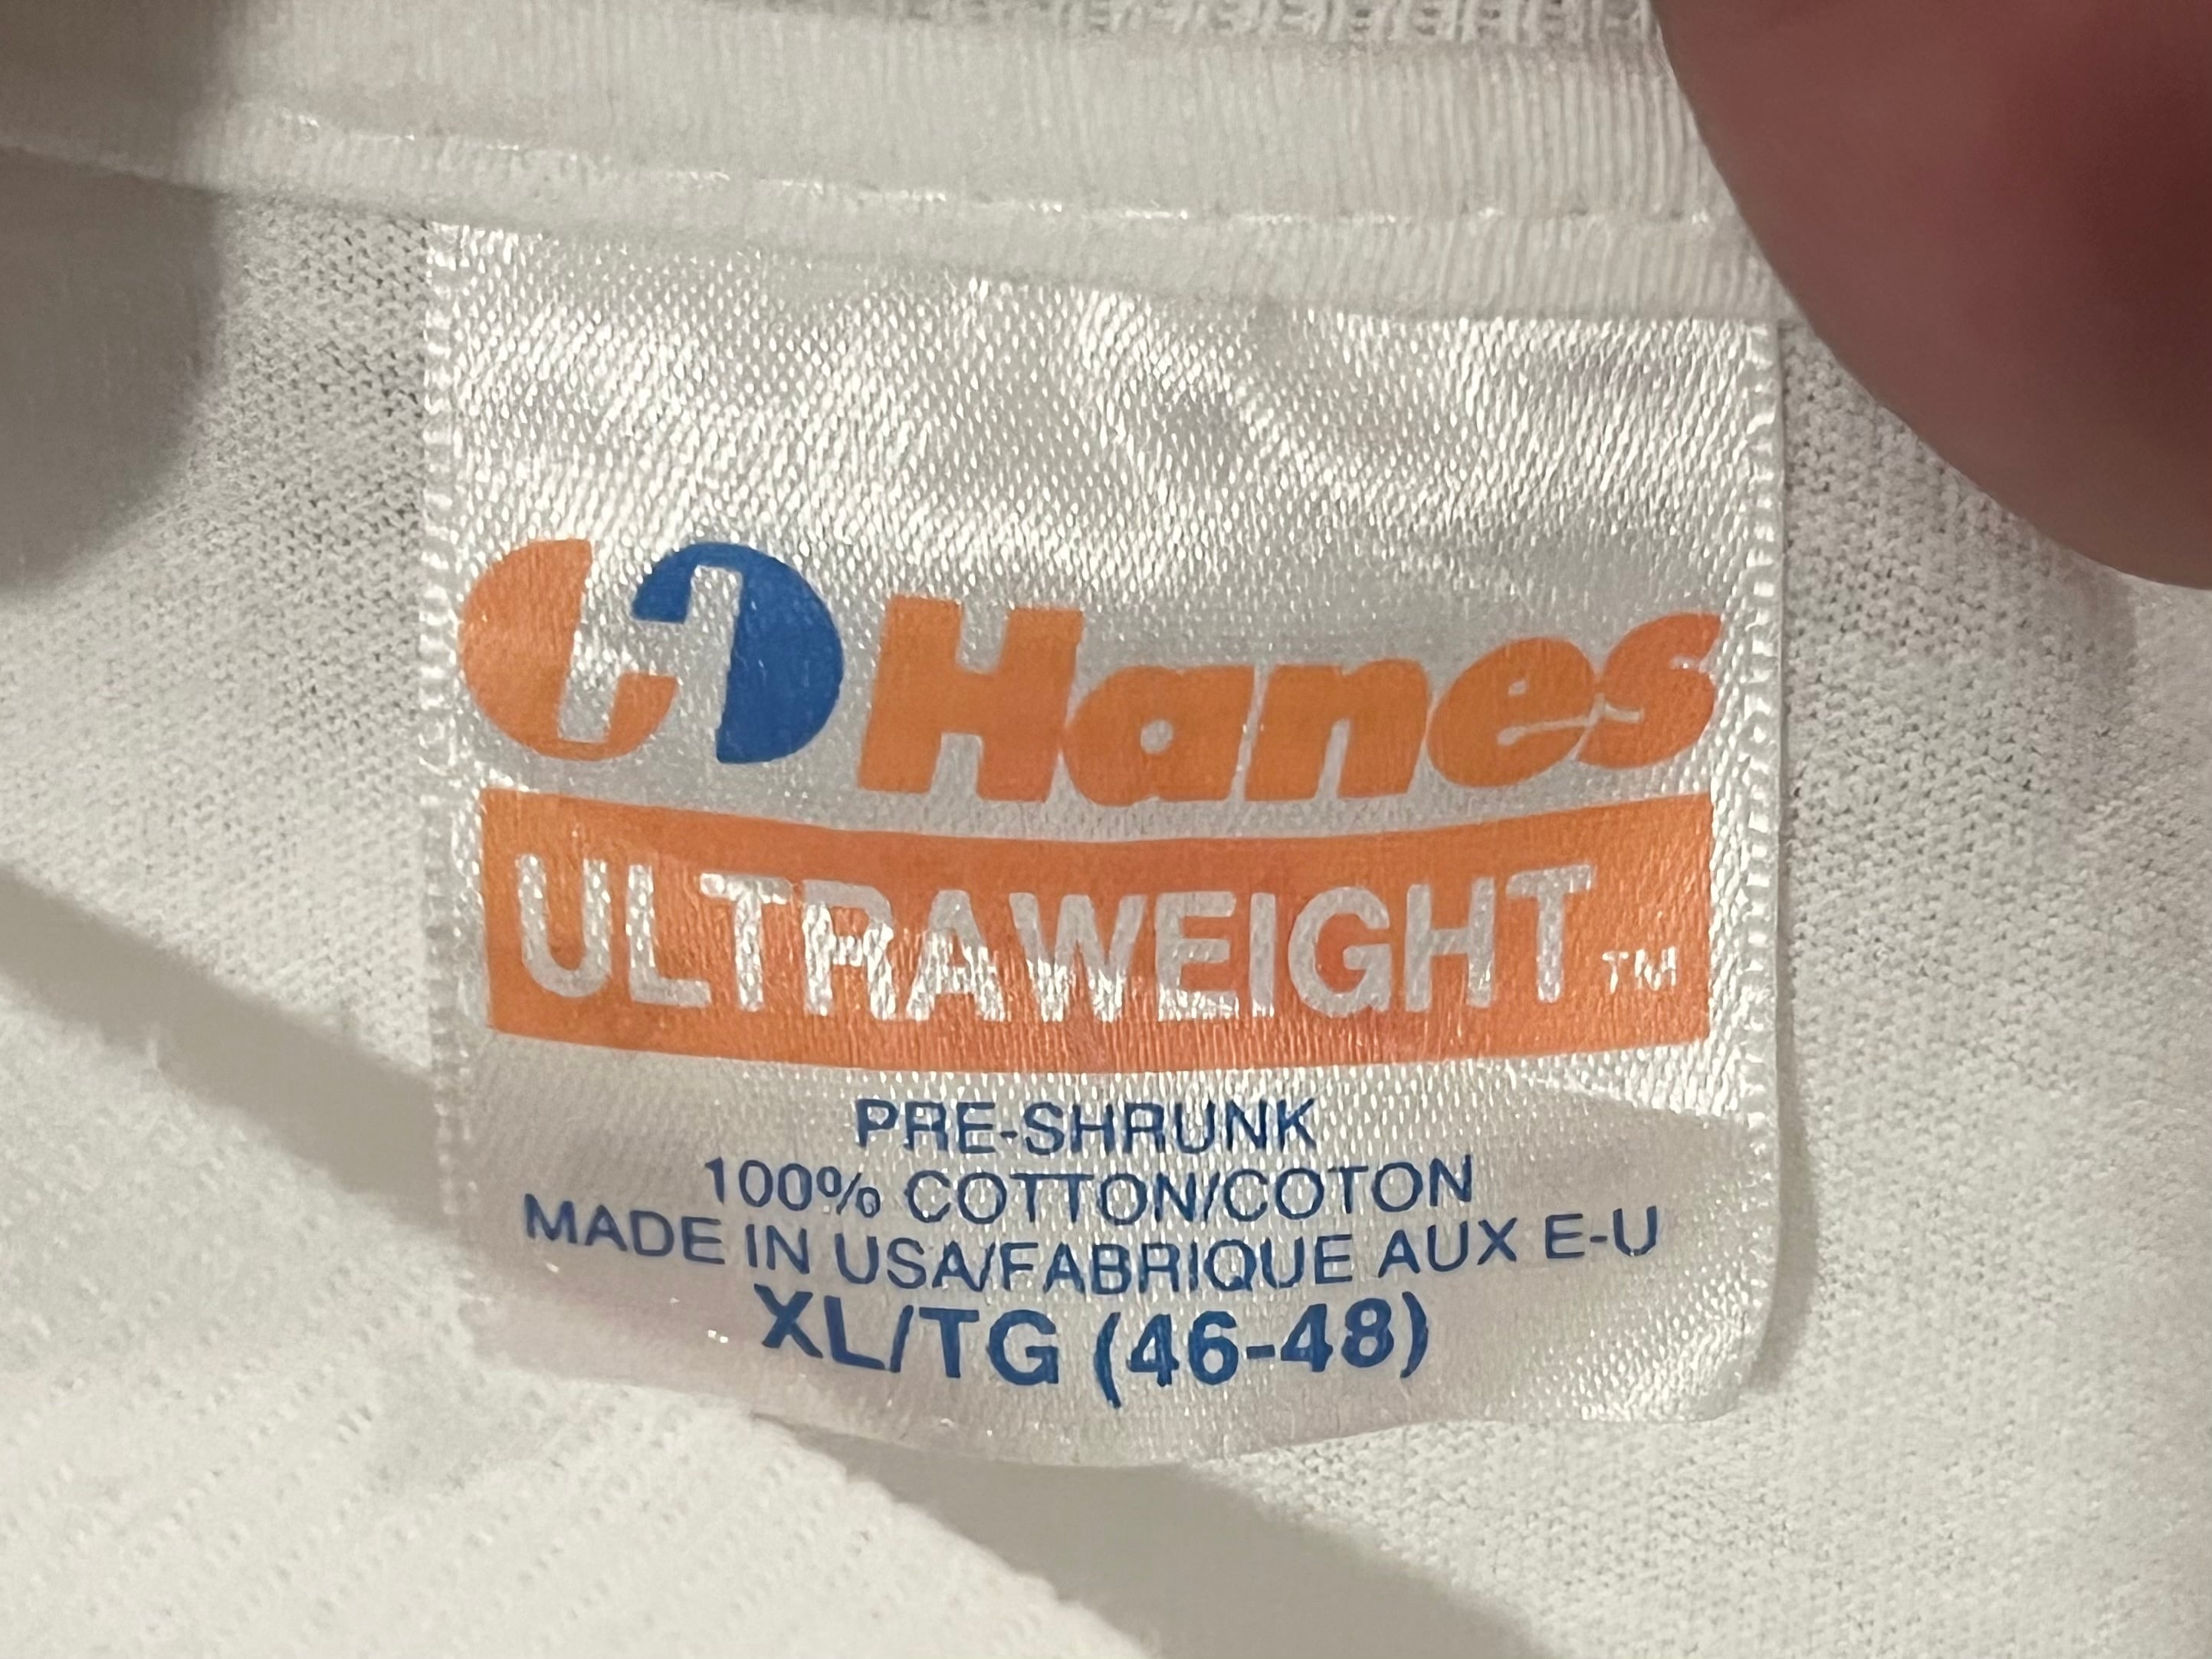 Hanes
ULTRAWEIGHT™
PRE-SHRUNK
100% COTTON/COTON
MADE IN USA/FABRIQUE AUX E-U
XL/TG (46-48)